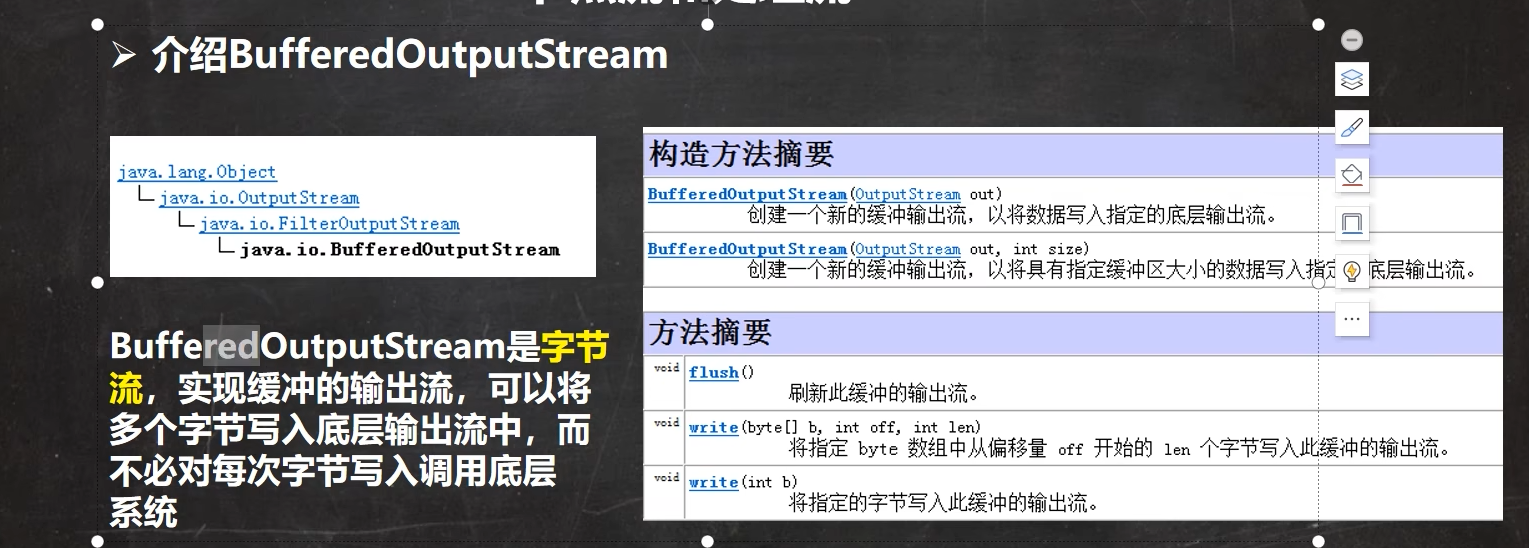 ➢ 介绍BufferedOutputStream
java.lang.Object
java.io.OutputStream
java.io.FilterOutputStream
java.io.BufferedOutputStream
BufferedOutputStream是字节
流，实现缓冲的输出流，可以将
多个字节写入底层输出流中，而
不必对每次字节写入调用底层
系统
构造方法摘要
BufferedOutputStream(OutputStream out)
创建一个新的缓冲输出流，以将数据写入指定的底层输出流。
BufferedOutputStream(OutputStream out, int size)
创建一个新的缓冲输出流，以将具有指定缓冲区大小的数据写入指定 底层输出流。
方法摘要
void flush()
刷新此缓冲的输出流。
void write(byte[] b, int off, int len)
将指定 byte 数组中从偏移量 off 开始的 len 个字节写入此缓冲的输出流。
void write(int b)
将指定的字节写入此缓冲的输出流。